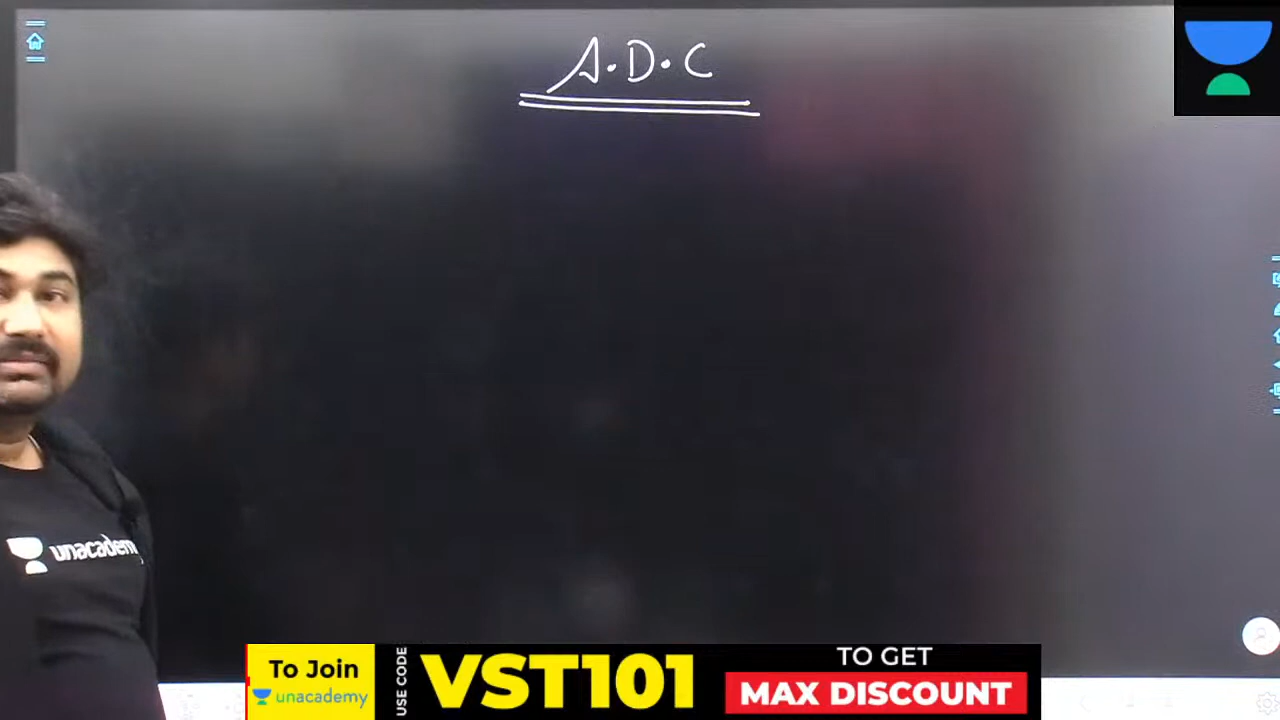 A.D.C
unacademy
To Join
unacademy
USE CODE
VST101
TO GET
MAX DISCOUNT